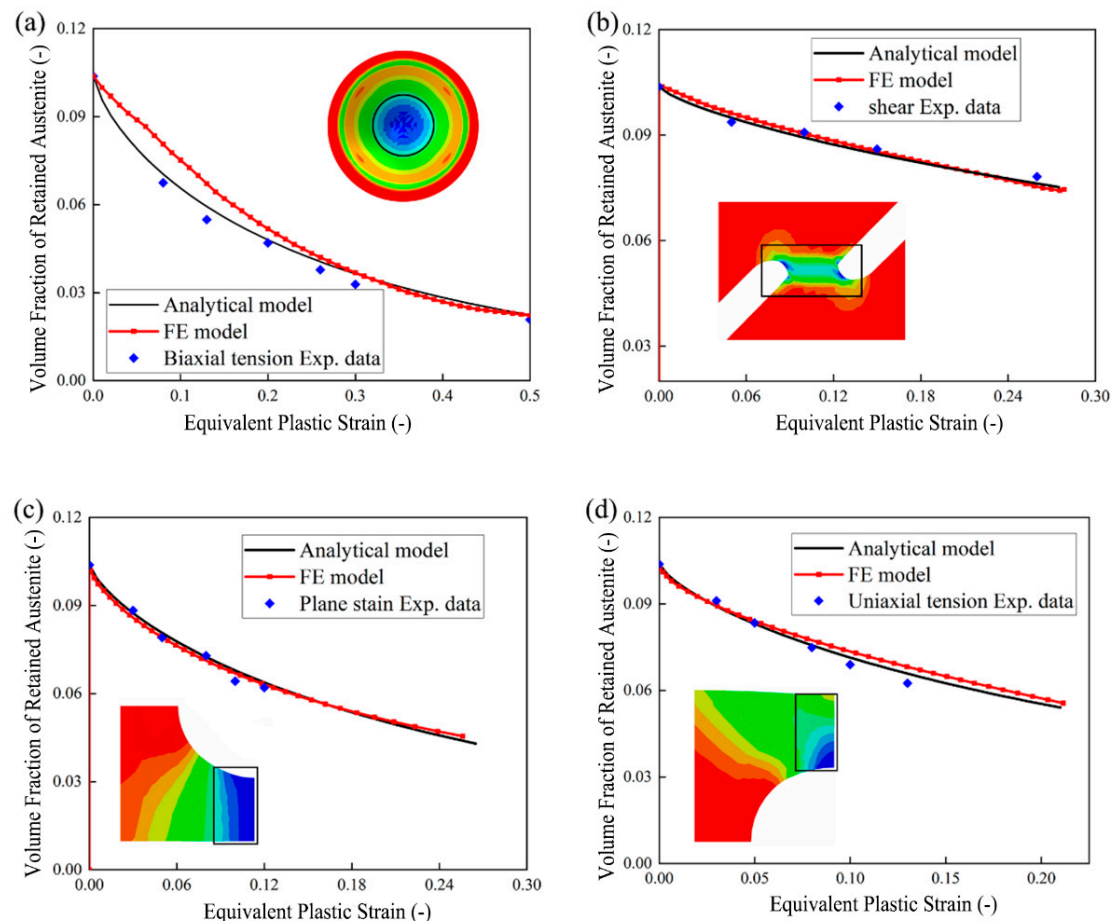 (a)
0.12
0.09
0.06
0.03
0.00
Volume Fraction of Retained Austenite (-)
Analytical model
FE model
Biaxial tension Exp. data
0.0 0.1 0.2 0.3 0.4 0.5
Equivalent Plastic Strain (-)
(b)
0.12
0.09
0.06
0.03
Volume Fraction of Retained Austenite (-)
Analytical model
FE model
shear Exp. data
0.00 0.06 0.12 0.18 0.24 0.30
Equivalent Plastic Strain (-)
(c)
0.12
0.09
0.06
0.03
0.00
Volume Fraction of Retained Austenite (-)
Analytical model
FE model
Plane stain Exp. data
0.00 0.06 0.12 0.18 0.24 0.30
Equivalent Plastic Strain (-)
(d)
0.12
0.09
0.06
0.03
0.00
Volume Fraction of Retained Austenite (-)
Analytical model
FE model
Uniaxial tension Exp. data
0.00 0.05 0.10 0.15 0.20
Equivalent Plastic Strain (-)